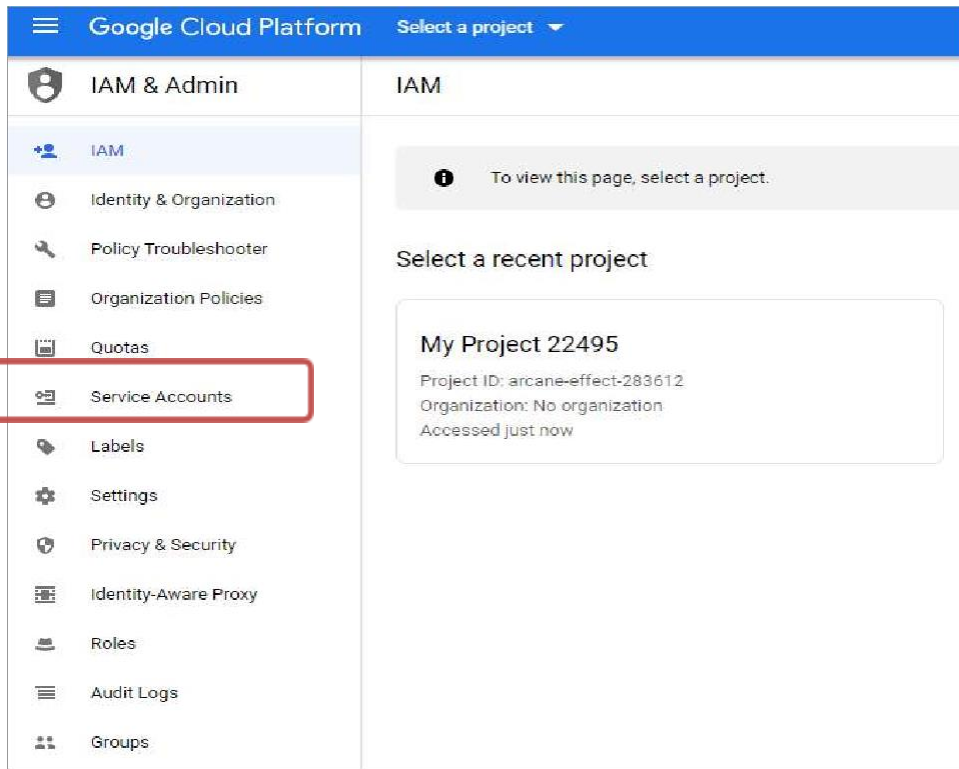 Google Cloud Platform
Select a project
IAM & Admin
IAM
IAM
Identity & Organization
Policy Troubleshooter
Organization Policies
Quotas
Service Accounts
Labels
Settings
Privacy & Security
Identity-Aware Proxy
Roles
Audit Logs
Groups
To view this page, select a project.
Select a recent project
My Project 22495
Project ID: arcane-effect-283612
Organization: No organization
Accessed just now